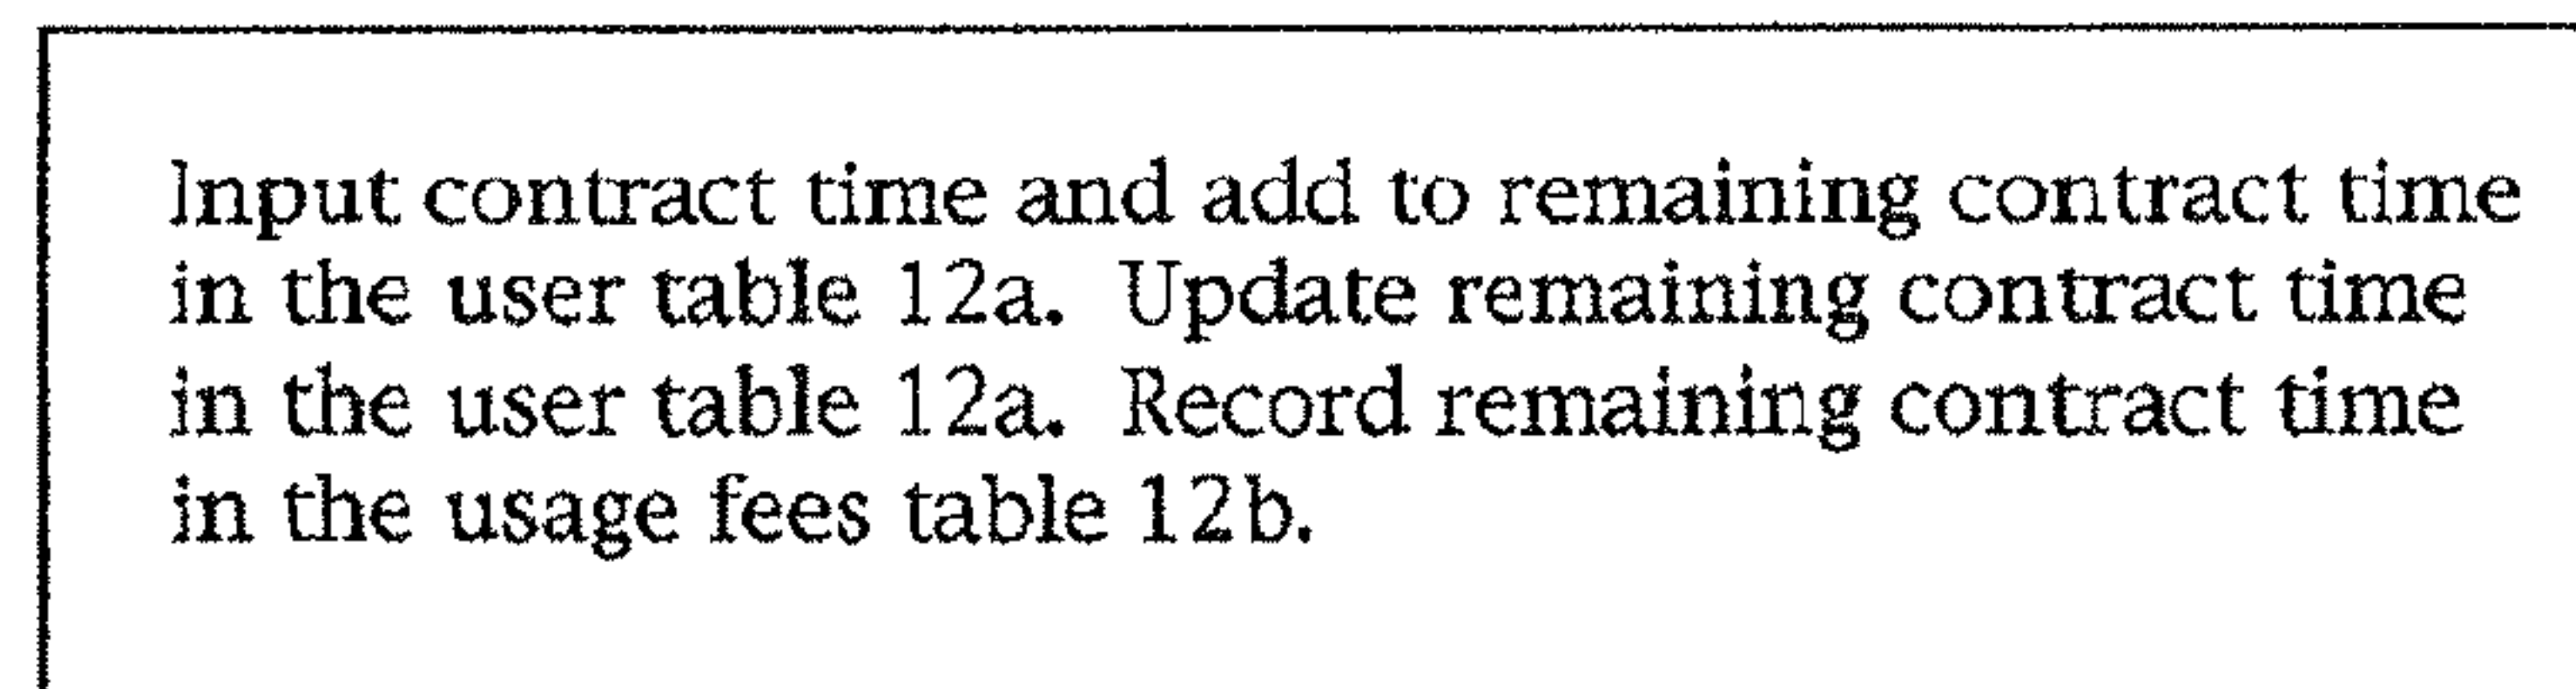 Input contract time and add to remaining contract time
in the user table 12a.  Update remaining contract time
in the user table 12a.  Record remaining contract time
in the usage fees table 12b.